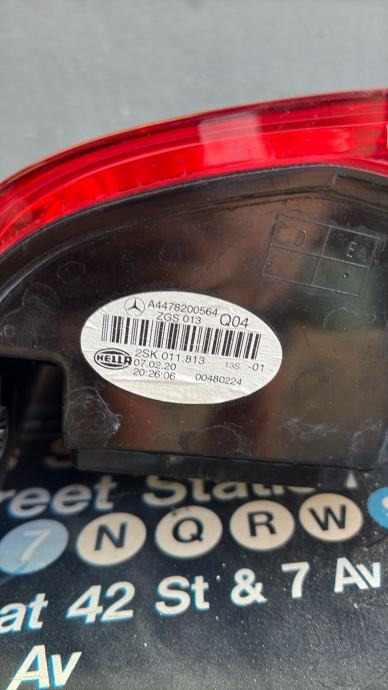 D E
A4478200564
ZGS 013 Q04
HELLA 2SK 011.813 13S -01
07.02.20
20:26:06 00480224
reet Stati
7 N Q R W
at 42 St & 7 Av
Av